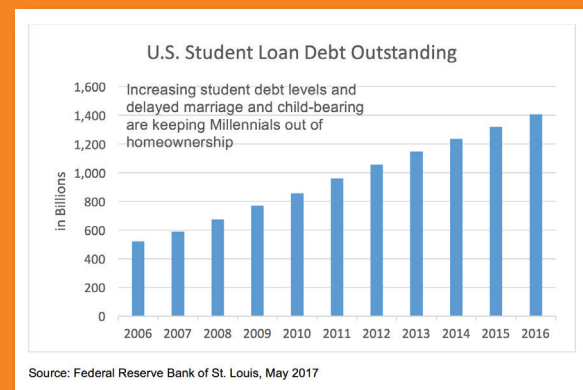 U.S. Student Loan Debt Outstanding
Increasing student debt levels and
delayed marriage and child-bearing
are keeping Millennials out of
homeownership
in Billions
1,600
1,400
1,200
1,000
800
600
400
200
0
2006 2007 2008 2009 2010 2011 2012 2013 2014 2015 2016
Source: Federal Reserve Bank of St. Louis, May 2017